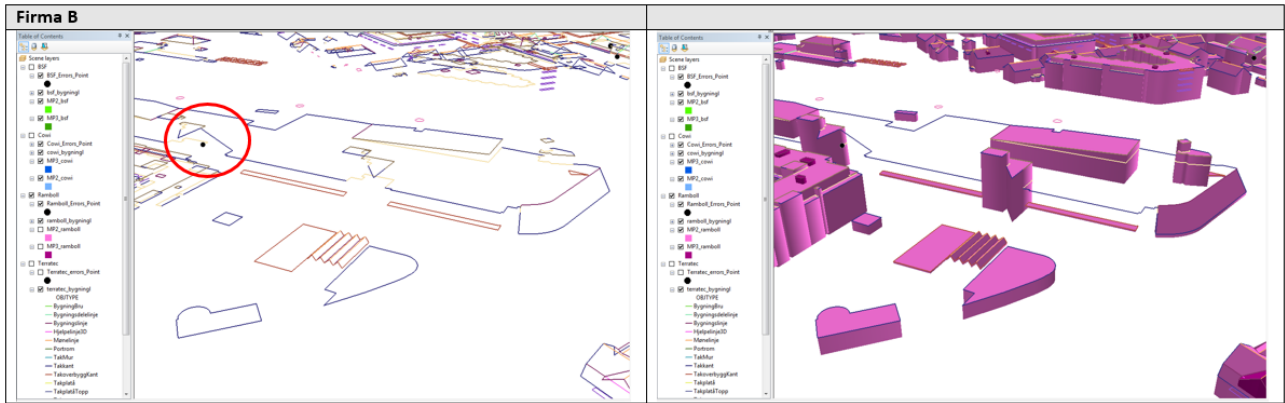 Firma B
Table of Contents
Scene layers
BSF
BSF_Errors_Point
bsf_bygningl
MP2_bsf
MP3_bsf
Cowi
Cowi_Errors_Point
cowi_bygningl
MP3_cowi
MP2_cowi
Ramboll
Ramboll_Errors_Point
ramboll_bygningl
MP2_ramboll
MP3_ramboll
Terratec
Terratec_errors_Point
terratec_bygningl
OBJTYPE
BygningBru
Bygningsdelelinje
Bygningslinje
Hjelpelinje3D
Mønelinje
Portrom
TakMur
Takkant
TakoverbyggKant
Takplatå
TakplatåTopp
Table of Contents
Scene layers
BSF
BSF_Errors_Point
bsf_bygningl
MP2_bsf
MP3_bsf
Cowi
Cowi_Errors_Point
cowi_bygningl
MP3_cowi
MP2_cowi
Ramboll
Ramboll_Errors_Point
ramboll_bygningl
MP2_ramboll
MP3_ramboll
Terratec
Terratec_errors_Point
terratec_bygningl
OBJTYPE
BygningBru
Bygningsdelelinje
Bygningslinje
Hjelpelinje3D
Mønelinje
Portrom
TakMur
Takkant
TakoverbyggKant
Takplatå
TakplatåTopp